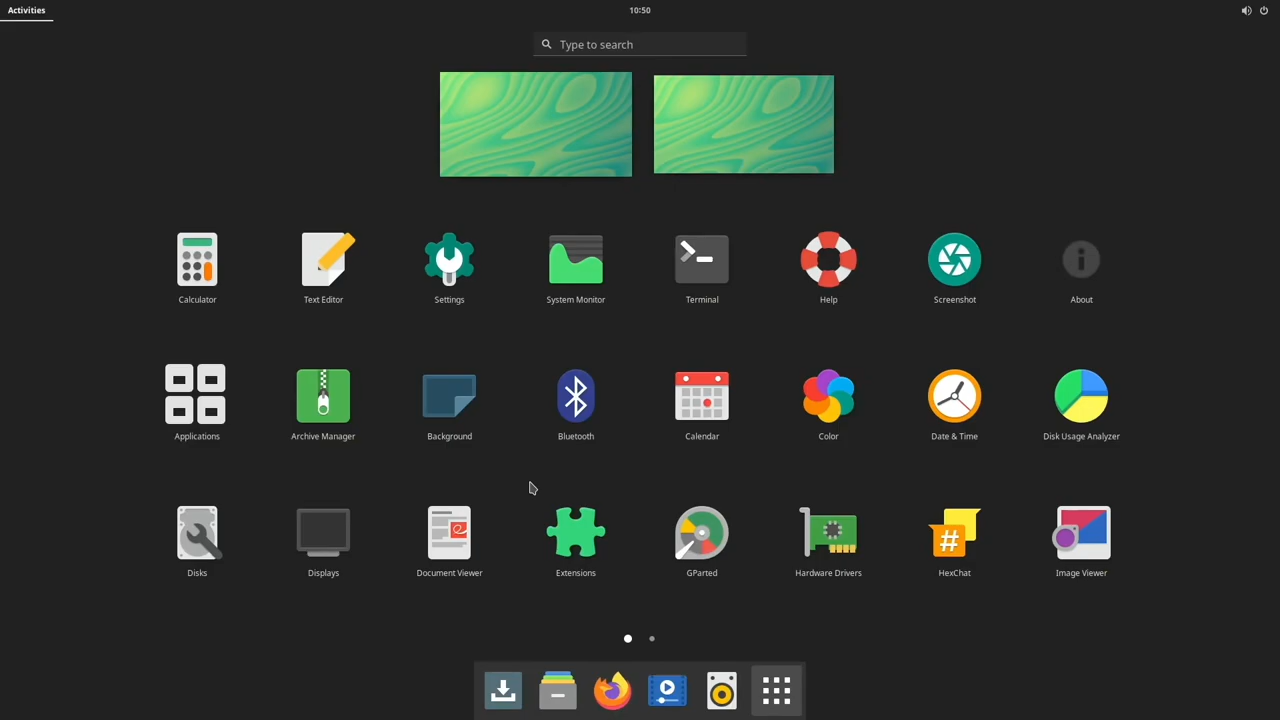 Activities
10:50
Type to search
Calculator
Text Editor
Settings
System Monitor
Terminal
Help
Screenshot
About
Applications
Archive Manager
Background
Bluetooth
Calendar
Color
Date & Time
Disk Usage Analyzer
Disks
Displays
Document Viewer
Extensions
GParted
Hardware Drivers
HexChat
Image Viewer